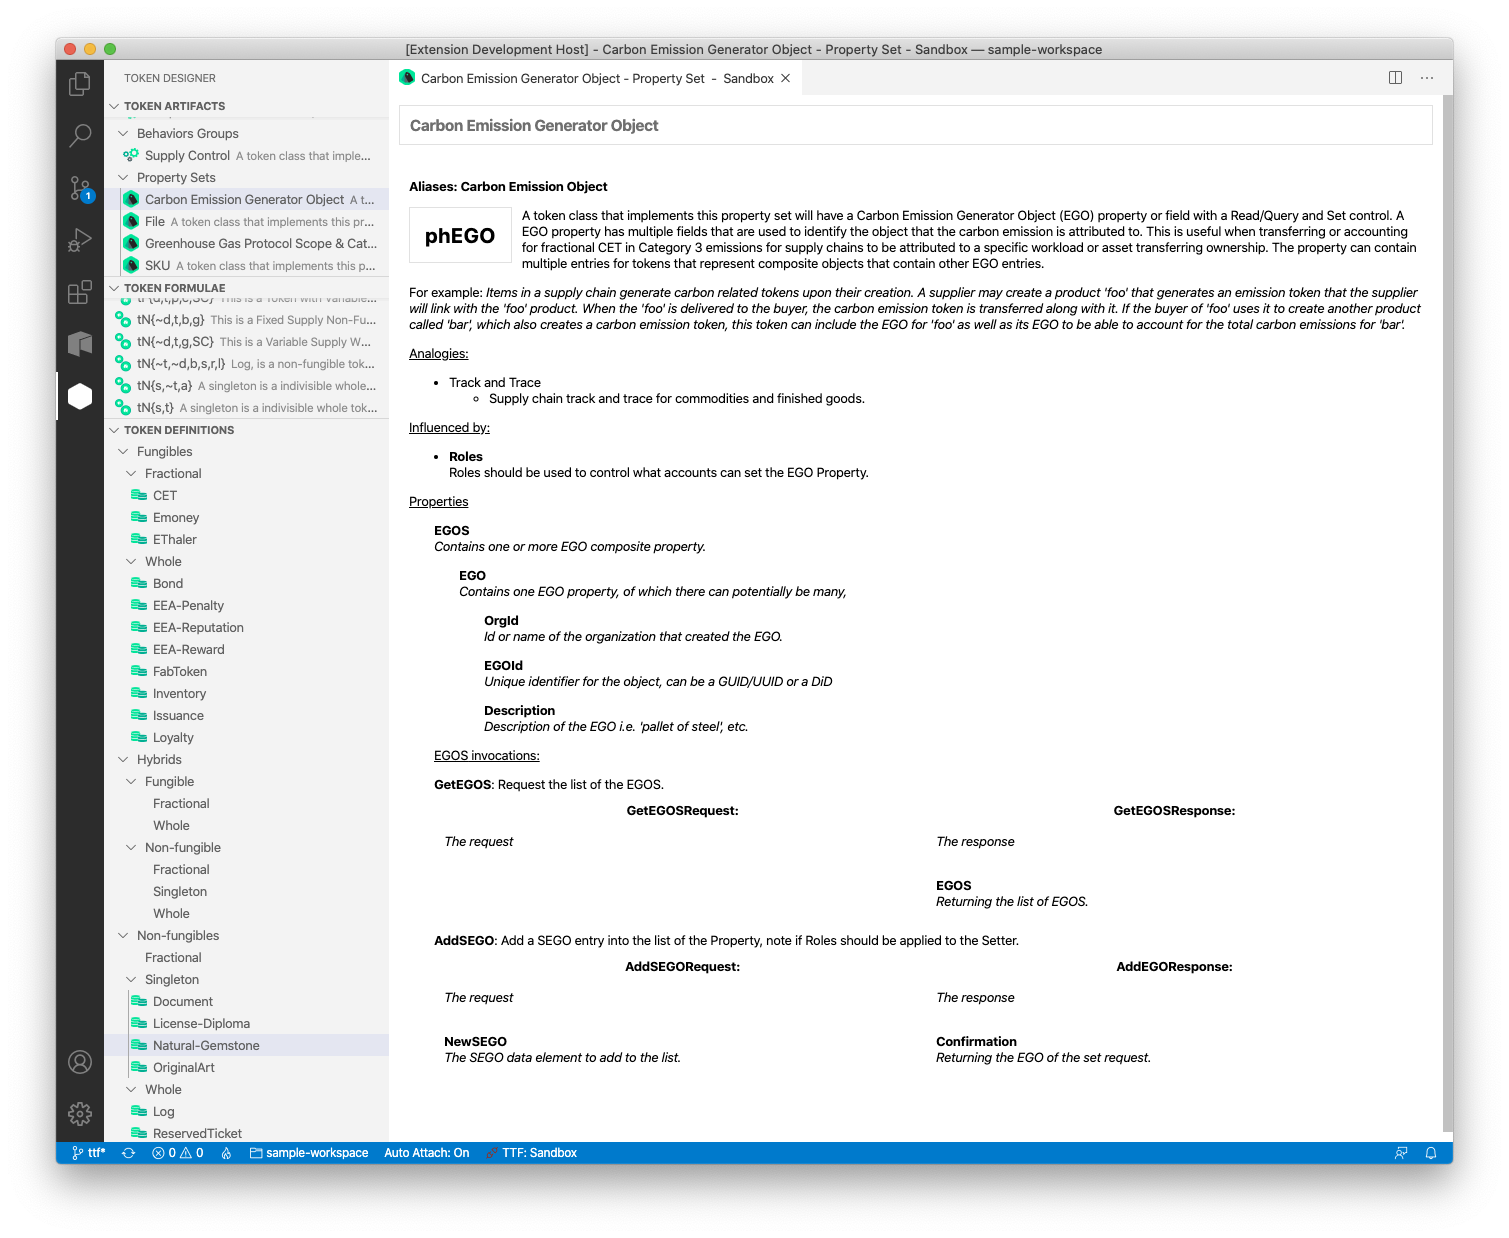 [Extension Development Host] - Carbon Emission Generator Object - Property Set - Sandbox — sample-workspace
TOKEN DESIGNER
TOKEN ARTIFACTS
Behaviors Groups
Supply Control A token class that imple...
Property Sets
Carbon Emission Generator Object A t...
File A token class that implements this pr...
Greenhouse Gas Protocol Scope & Cat...
SKU A token class that implements this p...
TOKEN FORMULAE
tN{~d,t,b,g} This is a Fixed Supply Non-Fu...
tN{~d,t,g,SC} This is a Variable Supply W...
tN{~t,~d,b,s,r,l} Log, is a non-fungible tok...
tN{s,~t,a} A singleton is a indivisible whole...
tN{s,t} A singleton is a indivisible whole tok...
TOKEN DEFINITIONS
Fungibles
Fractional
CET
Emoney
EThaler
Whole
Bond
EEA-Penalty
EEA-Reputation
EEA-Reward
FabToken
Inventory
Issuance
Loyalty
Hybrids
Fungible
Fractional
Whole
Non-fungible
Fractional
Singleton
Whole
Non-fungibles
Fractional
Singleton
Document
License-Diploma
Natural-Gemstone
OriginalArt
Whole
Log
ReservedTicket
1
Carbon Emission Generator Object - Property Set - Sandbox
Carbon Emission Generator Object
Aliases: Carbon Emission Object
phEGO
A token class that implements this property set will have a Carbon Emission Generator Object (EGO) property or field with a Read/Query and Set control. A
EGO property has multiple fields that are used to identify the object that the carbon emission is attributed to. This is useful when transferring or accounting
for fractional CET in Category 3 emissions for supply chains to be attributed to a specific workload or asset transferring ownership. The property can contain
multiple entries for tokens that represent composite objects that contain other EGO entries.
For example: Items in a supply chain generate carbon related tokens upon their creation. A supplier may create a product 'foo' that generates an emission token that the supplier
will link with the 'foo' product. When the 'foo' is delivered to the buyer, the carbon emission token is transferred along with it. If the buyer of 'foo' uses it to create another product
called 'bar', which also creates a carbon emission token, this token can include the EGO for 'foo' as well as its EGO to be able to account for the total carbon emissions for 'bar'.
Analogies:
Track and Trace
Supply chain track and trace for commodities and finished goods.
Influenced by:
Roles
Roles should be used to control what accounts can set the EGO Property.
Properties
EGOS
Contains one or more EGO composite property.
EGO
Contains one EGO property, of which there can potentially be many,
OrgId
Id or name of the organization that created the EGO.
EGOId
Unique identifier for the object, can be a GUID/UUID or a DiD
Description
Description of the EGO i.e. 'pallet of steel', etc.
EGOS invocations:
GetEGOS: Request the list of the EGOS.
GetEGOSRequest: GetEGOSResponse:
The request The response
EGOS
Returning the list of EGOS.
AddSEGO: Add a SEGO entry into the list of the Property, note if Roles should be applied to the Setter.
AddSEGORequest: AddEGOResponse:
The request The response
NewSEGO Confirmation
The SEGO data element to add to the list. Returning the EGO of the set request.
ttf* 0 0 sample-workspace Auto Attach: On TTF: Sandbox